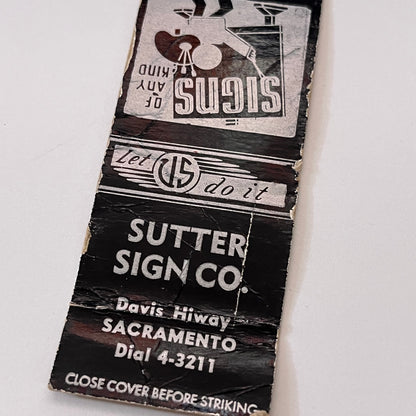 SIGNS
OF
ANY
KIND
Let US do it
SUTTER
SIGN CO.
Davis Hiway
SACRAMENTO
Dial 4-3211
CLOSE COVER BEFORE STRIKING